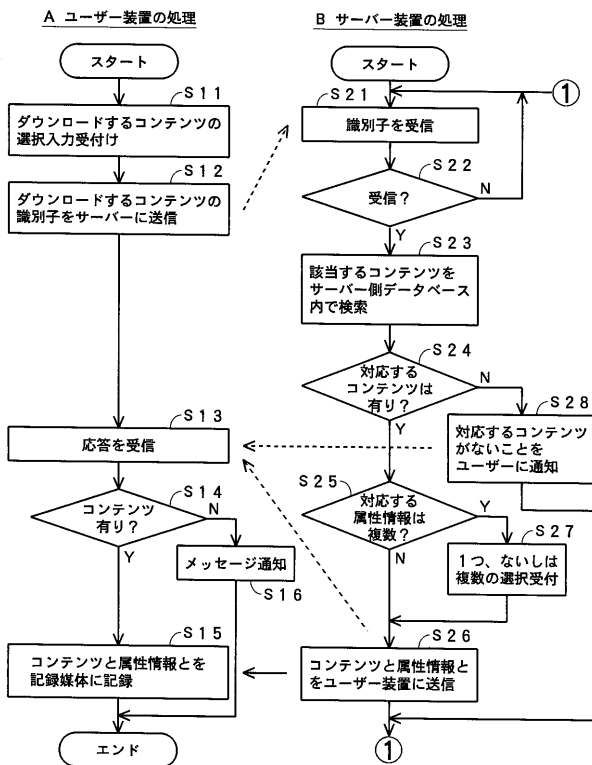 A ユーザー装置の処理
スタート
S11
ダウンロードするコンテンツの
選択入力受付け
S12
ダウンロードするコンテンツの
識別子をサーバーに送信
S13
応答を受信
S14
コンテンツ
有り?
N
Y
メッセージ通知
S16
S15
コンテンツと属性情報とを
記録媒体に記録
エンド
B サーバー装置の処理
スタート
①
S21
識別子を受信
S22
受信?
N
Y
S23
該当するコンテンツを
サーバー側データベース
内で検索
S24
対応する
コンテンツは
有り?
N
Y
S28
対応するコンテンツ
がないことを
ユーザーに通知
S25
対応する
属性情報は
複数?
Y
N
S27
1つ、ないしは
複数の選択受付
S26
コンテンツと属性情報と
をユーザー装置に送信
①